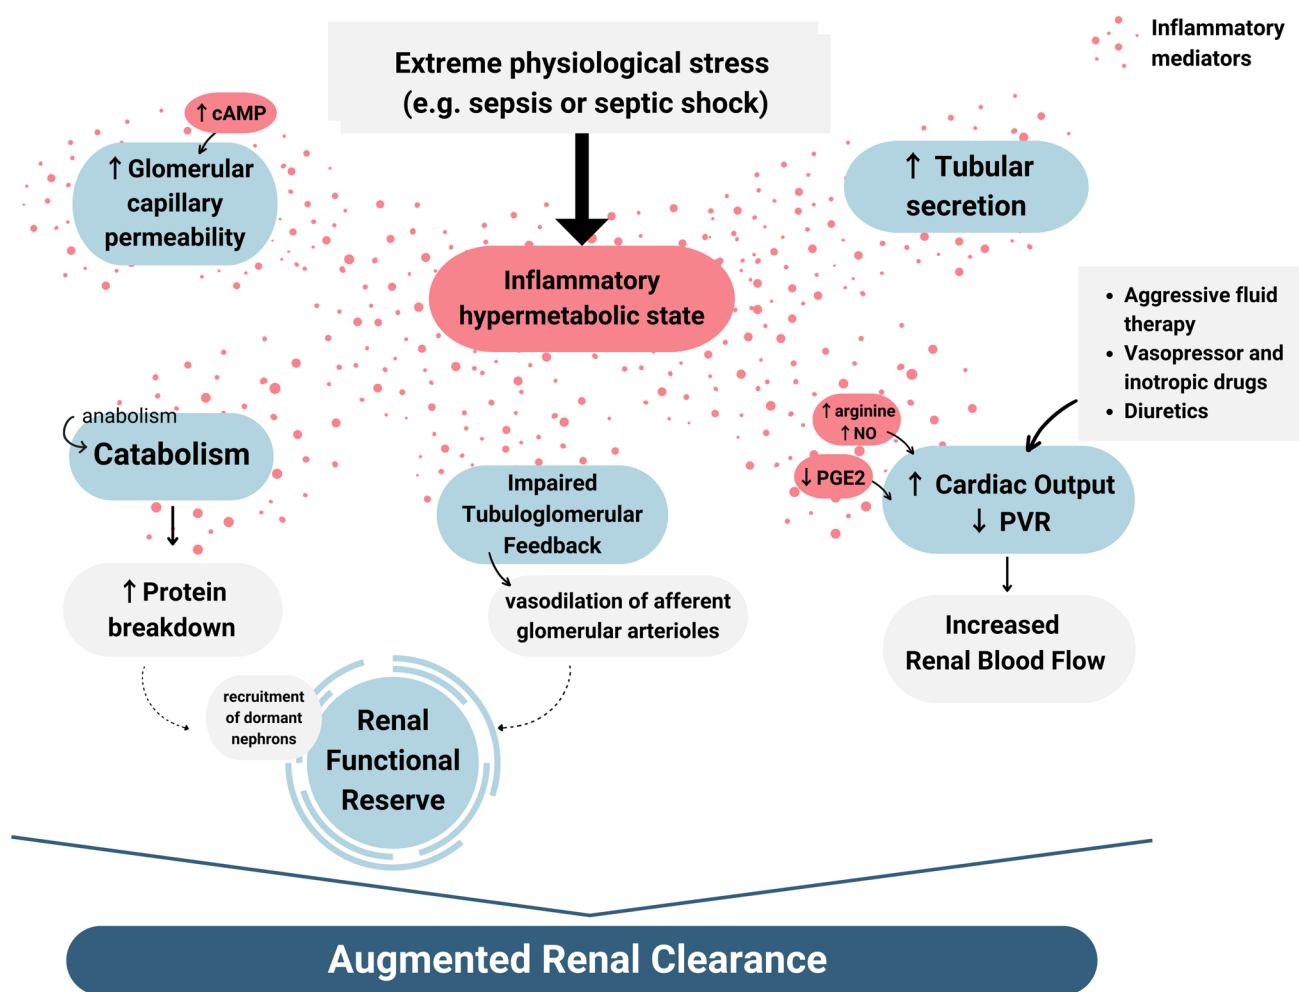 Extreme physiological stress
(e.g. sepsis or septic shock)
Inflammatory
mediators
↑ cAMP
↑ Glomerular
capillary
permeability
↑ Tubular
secretion
Inflammatory
hypermetabolic state
• Aggressive fluid
therapy
• Vasopressor and
inotropic drugs
• Diuretics
anabolism
Catabolism
↑ Protein
breakdown
Impaired
Tubuloglomerular
Feedback
vasodilation of afferent
glomerular arterioles
↑ arginine
↑ NO
↓ PGE2
↑ Cardiac Output
↓ PVR
Increased
Renal Blood Flow
recruitment
of dormant
nephrons
Renal
Functional
Reserve
Augmented Renal Clearance